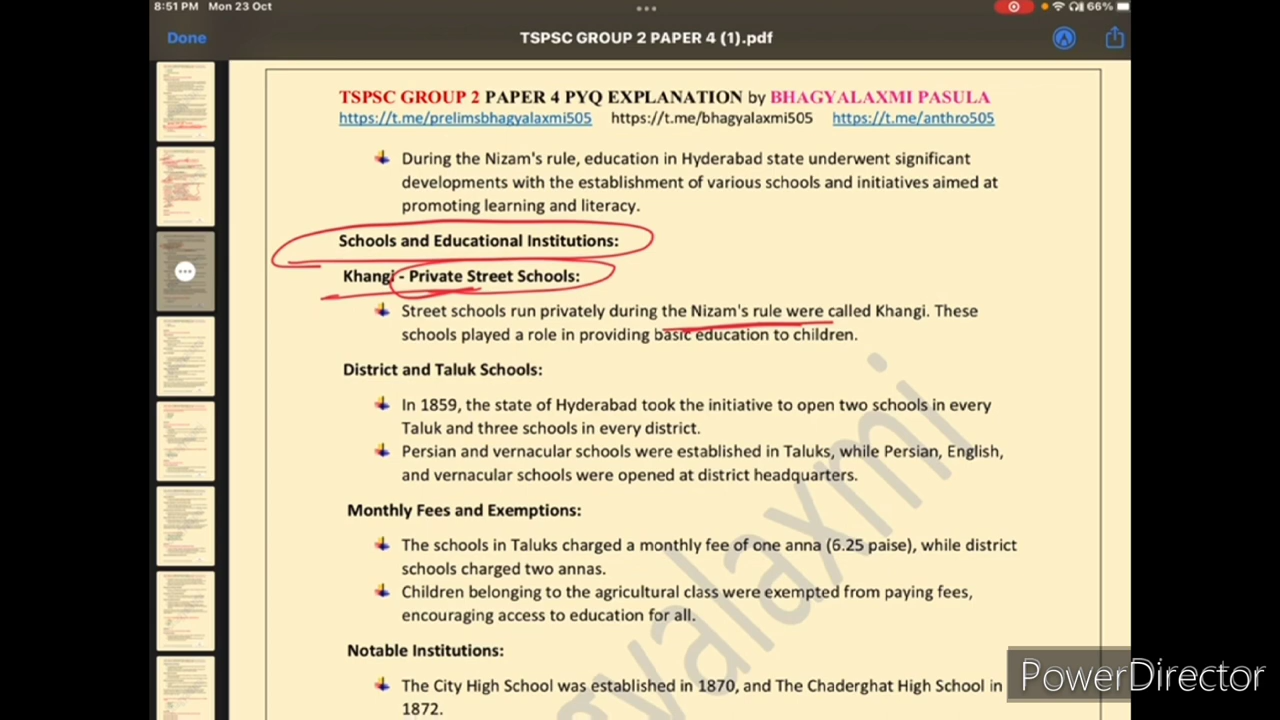 8:51 PM Mon 23 Oct
66%
Done
TSPSC GROUP 2 PAPER 4 (1).pdf
TSPSC GROUP 2 PAPER 4 PYQ EXPLANATION by BHAGYALAXMI PASULA
https://t.me/prelimsbhagyalaxmi505 https://t.me/bhagyalaxmi505 https://t.me/anthro505
During the Nizam's rule, education in Hyderabad state underwent significant
developments with the establishment of various schools and initiatives aimed at
promoting learning and literacy.
Schools and Educational Institutions:
Khangi - Private Street Schools:
Street schools run privately during the Nizam's rule were called Khangi. These
schools played a role in providing basic education to children.
District and Taluk Schools:
In 1859, the state of Hyderabad took the initiative to open two schools in every
Taluk and three schools in every district.
Persian and vernacular schools were established in Taluks, while Persian, English,
and vernacular schools were opened at district headquarters.
Monthly Fees and Exemptions:
The schools in Taluks charged a monthly fee of one anna (6.25 paise), while district
schools charged two annas.
Children belonging to the agricultural class were exempted from paying fees,
encouraging access to education for all.
Notable Institutions:
The City High School was established in 1870, and The Chaderghat High School in
1872.
yalaxmi
PowerDirector